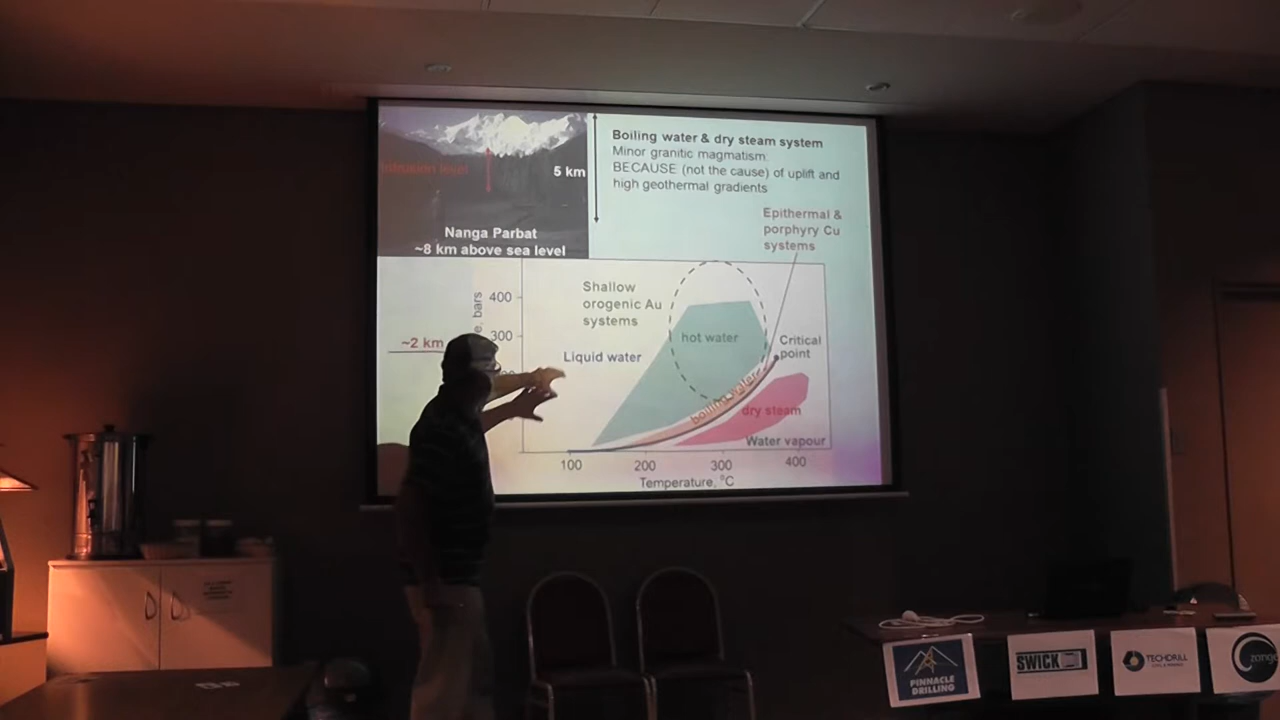 Boiling water & dry steam system
Minor granitic magmatism:
BECAUSE (not the cause) of uplift and
high geothermal gradients
Intrusion level
5 km
Nanga Parbat
~8 km above sea level
Epithermal &
porphyry Cu
systems
Shallow
orogenic Au
systems
400
bars
300
~2 km
hot water
Liquid water
Critical
point
boiling water
dry steam
Water vapour
100
200
300
400
Temperature, °C
PINNACLE
DRILLING
SWICK
TECHDRILL
zango